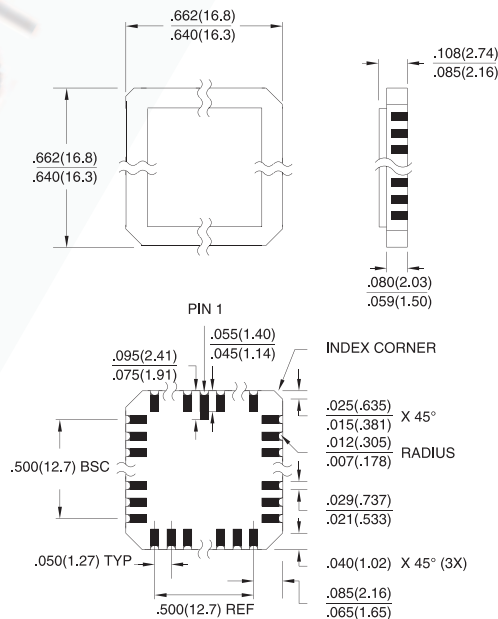 .662(16.8)
.640(16.3)
.108(2.74)
.085(2.16)
.662(16.8)
.640(16.3)
.080(2.03)
.059(1.50)
PIN 1
.055(1.40)
.045(1.14)
.095(2.41)
.075(1.91)
INDEX CORNER
.025(.635)
.015(.381)
X 45°
.012(.305)
.007(.178)
RADIUS
.500(12.7) BSC
.029(.737)
.021(.533)
.050(1.27) TYP
.040(1.02) X 45° (3X)
.085(2.16)
.065(1.65)
.500(12.7) REF